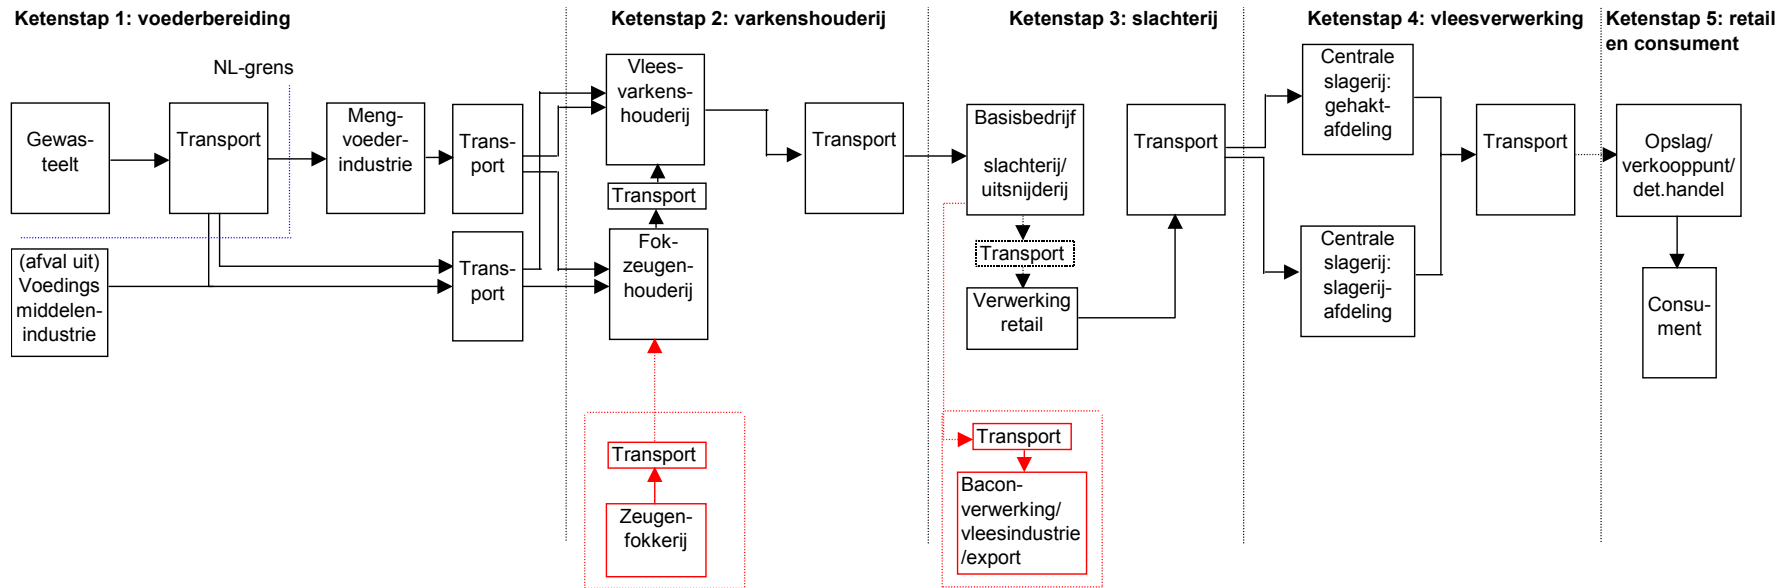 Ketenstap 1: voederbereiding
Ketenstap 2: varkenshouderij
Ketenstap 3: slachterij
Ketenstap 4: vleesverwerking
Ketenstap 5: retail
en consument
NL-grens
Gewas-
teelt
Transport
Meng-
voeder-
industrie
Trans-
port
(afval uit)
Voedings
middelen-
industrie
Trans-
port
Vlees-
varkens-
houderij
Transport
Fok-
zeugen-
houderij
Transport
Zeugen-
fokkerij
Transport
Basisbedrijf
slachterij/
uitsnijderij
Transport
Verwerking
retail
Transport
Bacon-
verwerking/
vleesindustrie
/export
Transport
Centrale
slagerij:
gehakt-
afdeling
Centrale
slagerij:
slagerij-
afdeling
Transport
Opslag/
verkooppunt/
det.handel
Consu-
ment